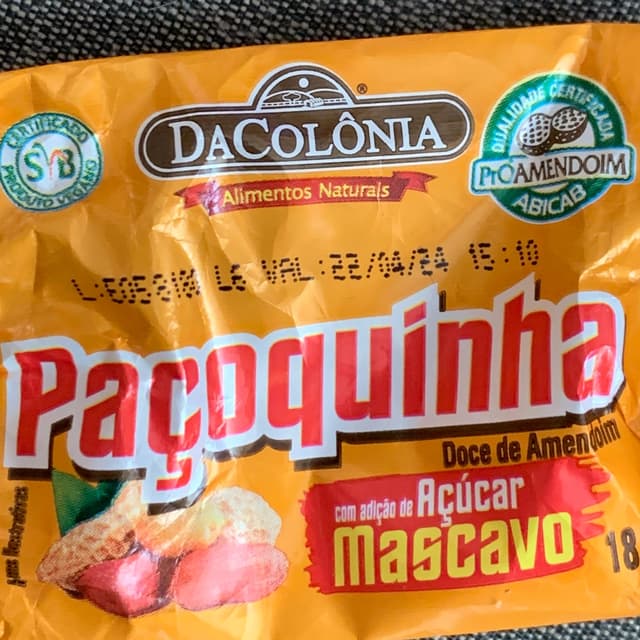 CERTIFICADO
SVB
PRODUTO VEGANO
DACOLÔNIA
®
Alimentos Naturais
QUALIDADE CERTIFICADA
PRÓAMENDOIM
ABICAB
VAL:22/04/24 15:10
Paçoquinha
Doce de Amendoim
com adição de Açúcar
mascavo
18